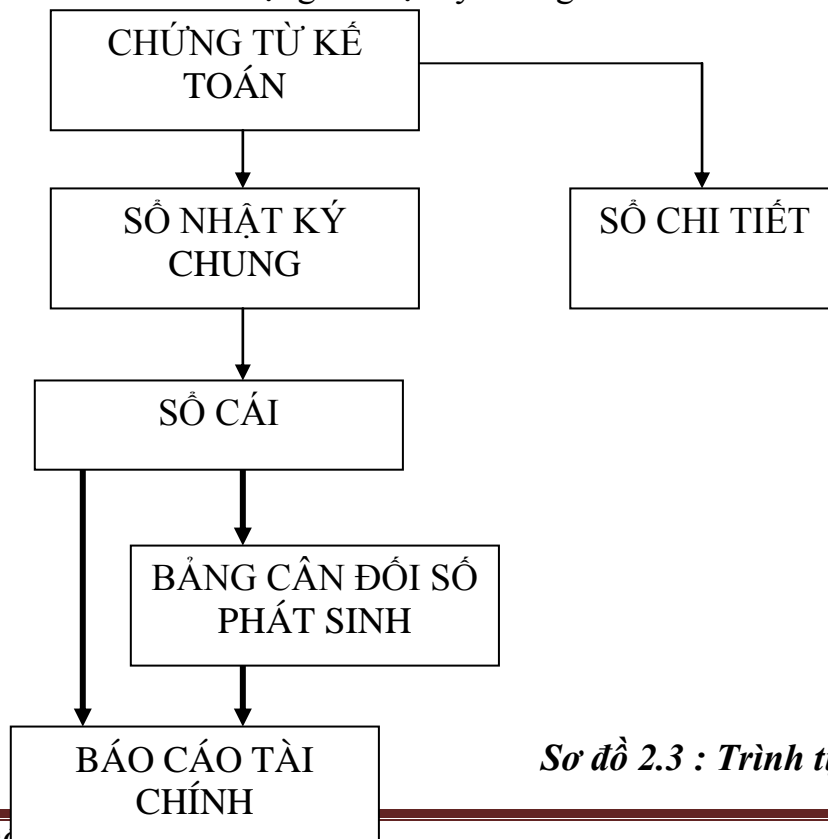 CHỨNG TỪ KẾ
TOÁN
SỔ NHẬT KÝ
CHUNG
SỔ CHI TIẾT
SỔ CÁI
BẢNG CÂN ĐỐI SỐ
PHÁT SINH
BÁO CÁO TÀI
CHÍNH
Sơ đồ 2.3 : Trình